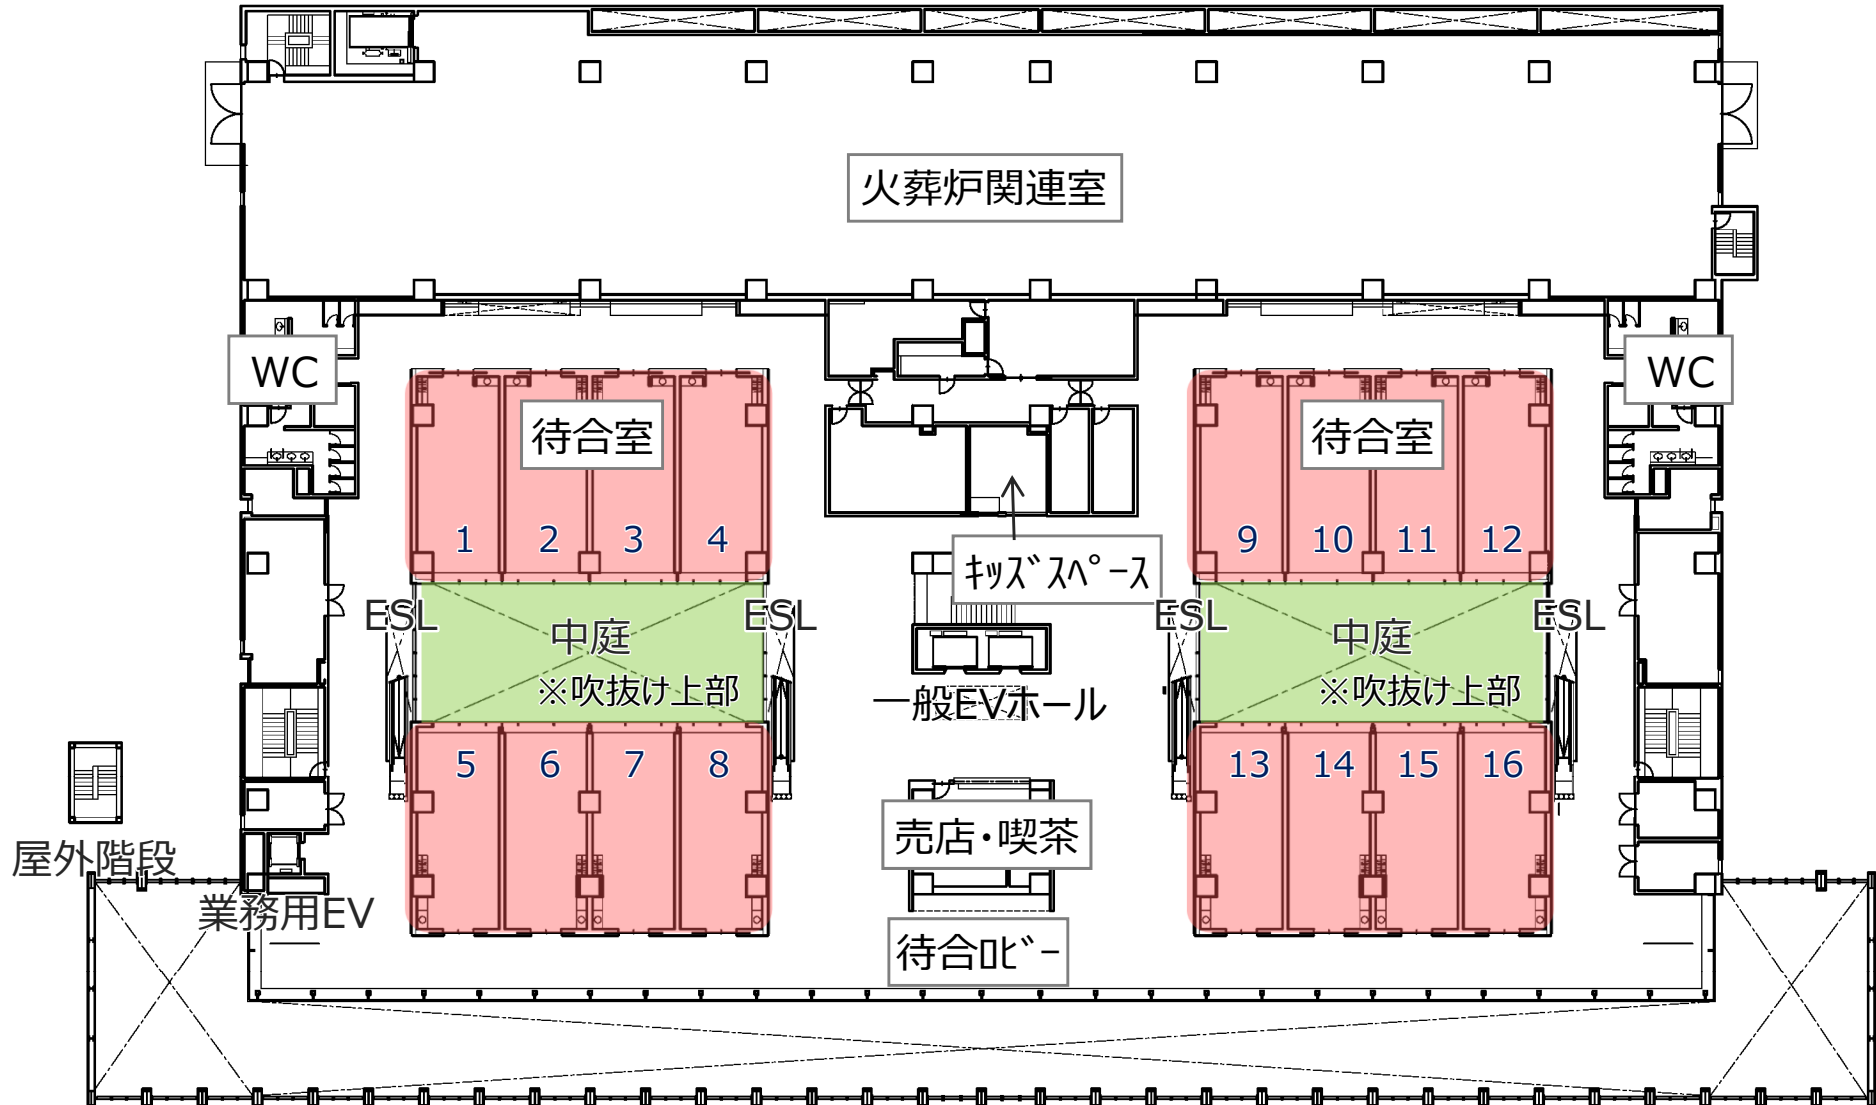 火葬炉関連室
WC
WC
待合室
待合室
1 2 3 4
9 10 11 12
ｷｯｽﾞｽﾍﾟｰｽ
ESL
ESL
ESL
ESL
中庭
※吹抜け上部
中庭
※吹抜け上部
一般EVホール
5 6 7 8
13 14 15 16
売店・喫茶
屋外階段
業務用EV
待合ﾛﾋﾞｰ